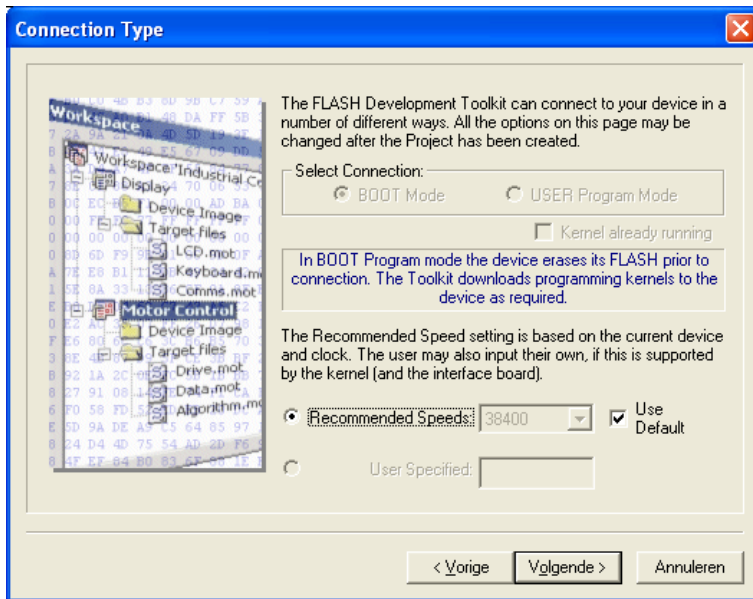 Connection Type
Workspace
Workspace 'Industrial Co
Display
Device Image
Target files
LCD.mot
Keyboard.mo
Comms.mot
Motor Control
Device Image
Target files
Drive.mot
Data.mot
Algorithm.mo
The FLASH Development Toolkit can connect to your device in a
number of different ways. All the options on this page may be
changed after the Project has been created.
Select Connection:
BOOT Mode USER Program Mode
Kernel already running
In BOOT Program mode the device erases its FLASH prior to
connection. The Toolkit downloads programming kernels to the
device as required.
The Recommended Speed setting is based on the current device
and clock. The user may also input their own, if this is supported
by the kernel (and the interface board).
Recommended Speeds: 38400 Use
Default
User Specified:
< Vorige Volgende > Annuleren